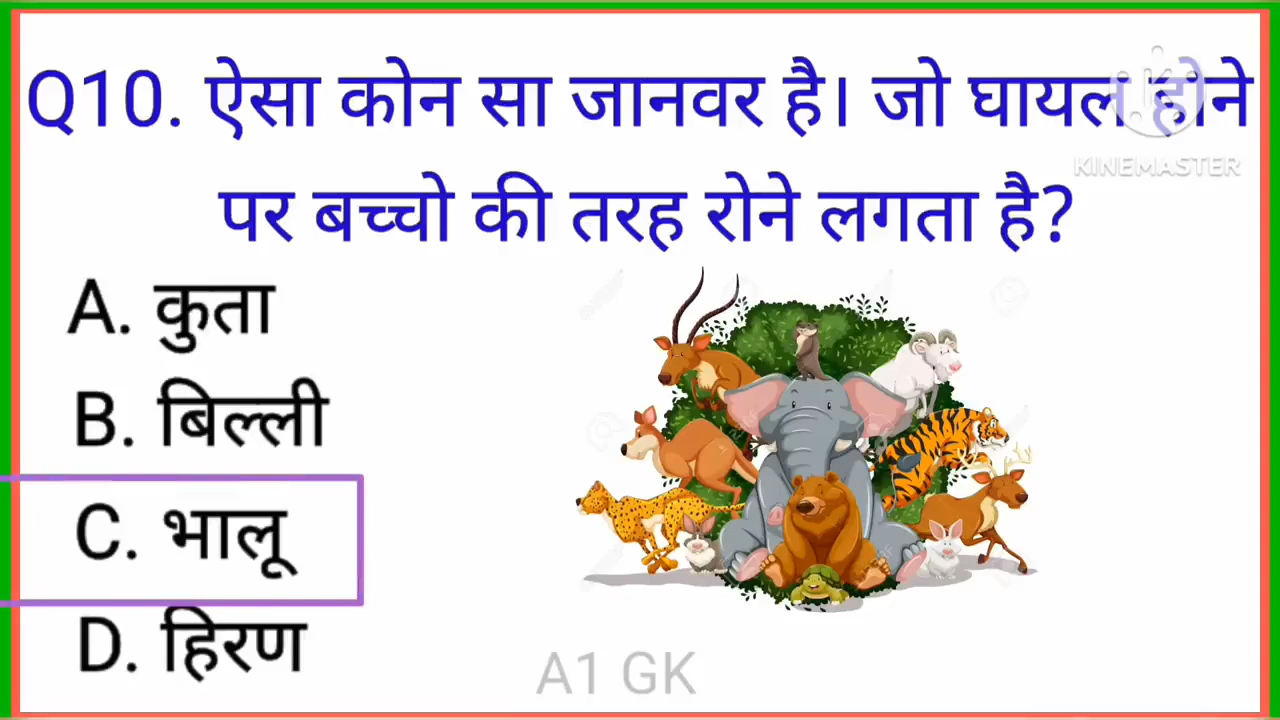 Q10. ऐसा कोन सा जानवर है। जो घायल होने
KINEMASTER
पर बच्चो की तरह रोने लगता है?
A. कुता
B. बिल्ली
C. भालू
D. हिरण
A1 GK